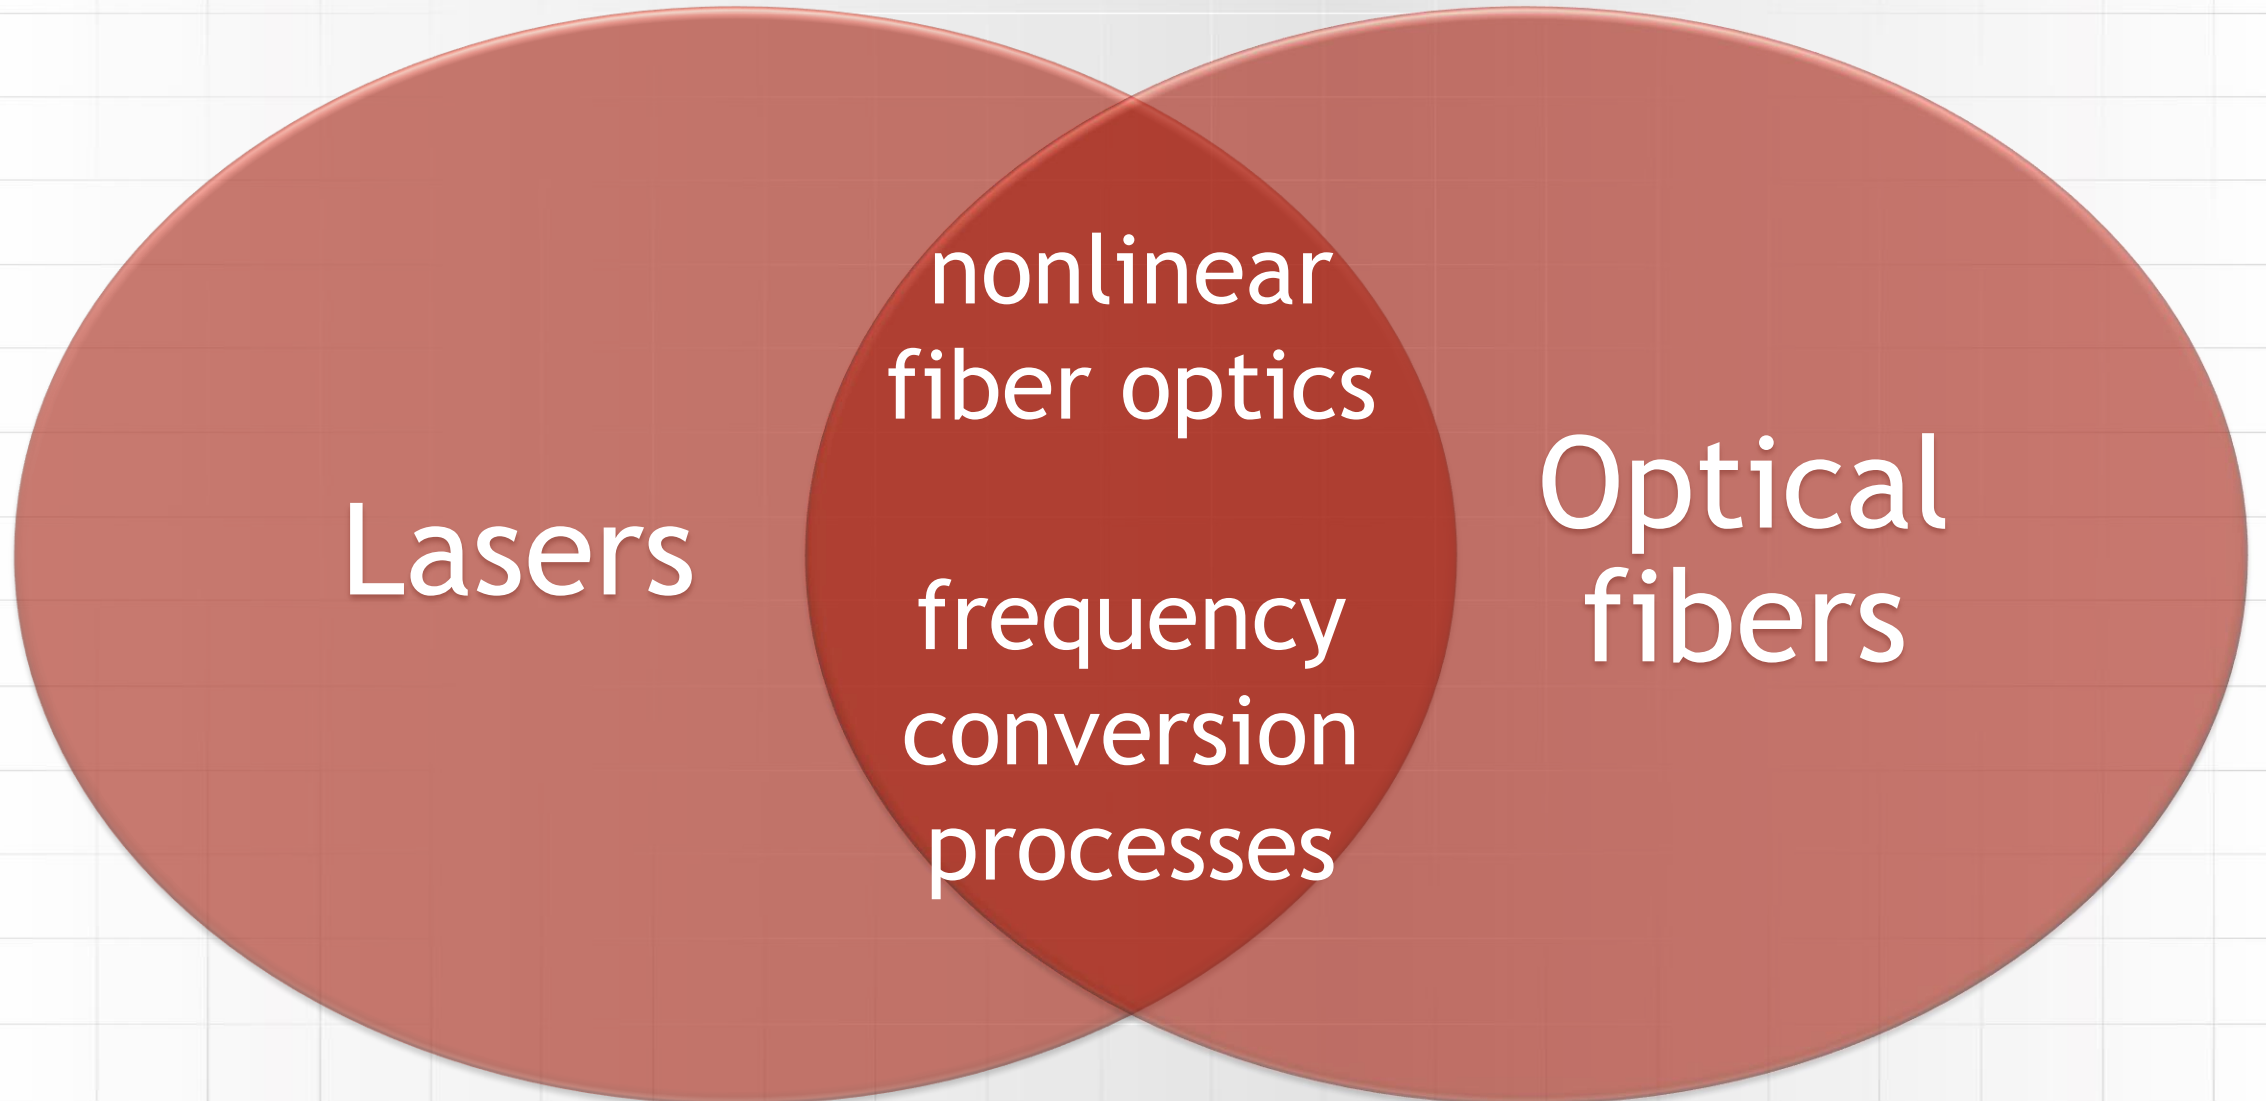 Lasers
nonlinear
fiber optics
frequency
conversion
processes
Optical
fibers